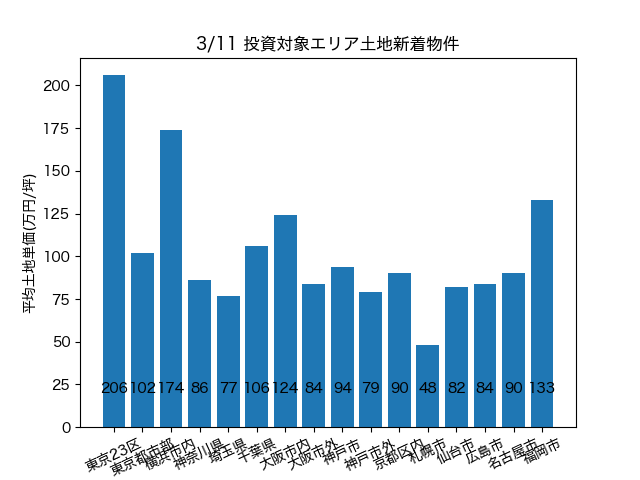 3/11 投資対象エリア土地新着物件
平均土地単価(万円/坪)
200
175
150
125
100
75
50
25
0
206 102 174 86 77 106 124 84 94 79 90 48 82 84 90 133
東京23区
東京都市部
横浜市内
神奈川県
埼玉県
千葉県
大阪市内
大阪市外
神戸市
神戸市外
京都区内
札幌市
仙台市
広島市
名古屋市
福岡市